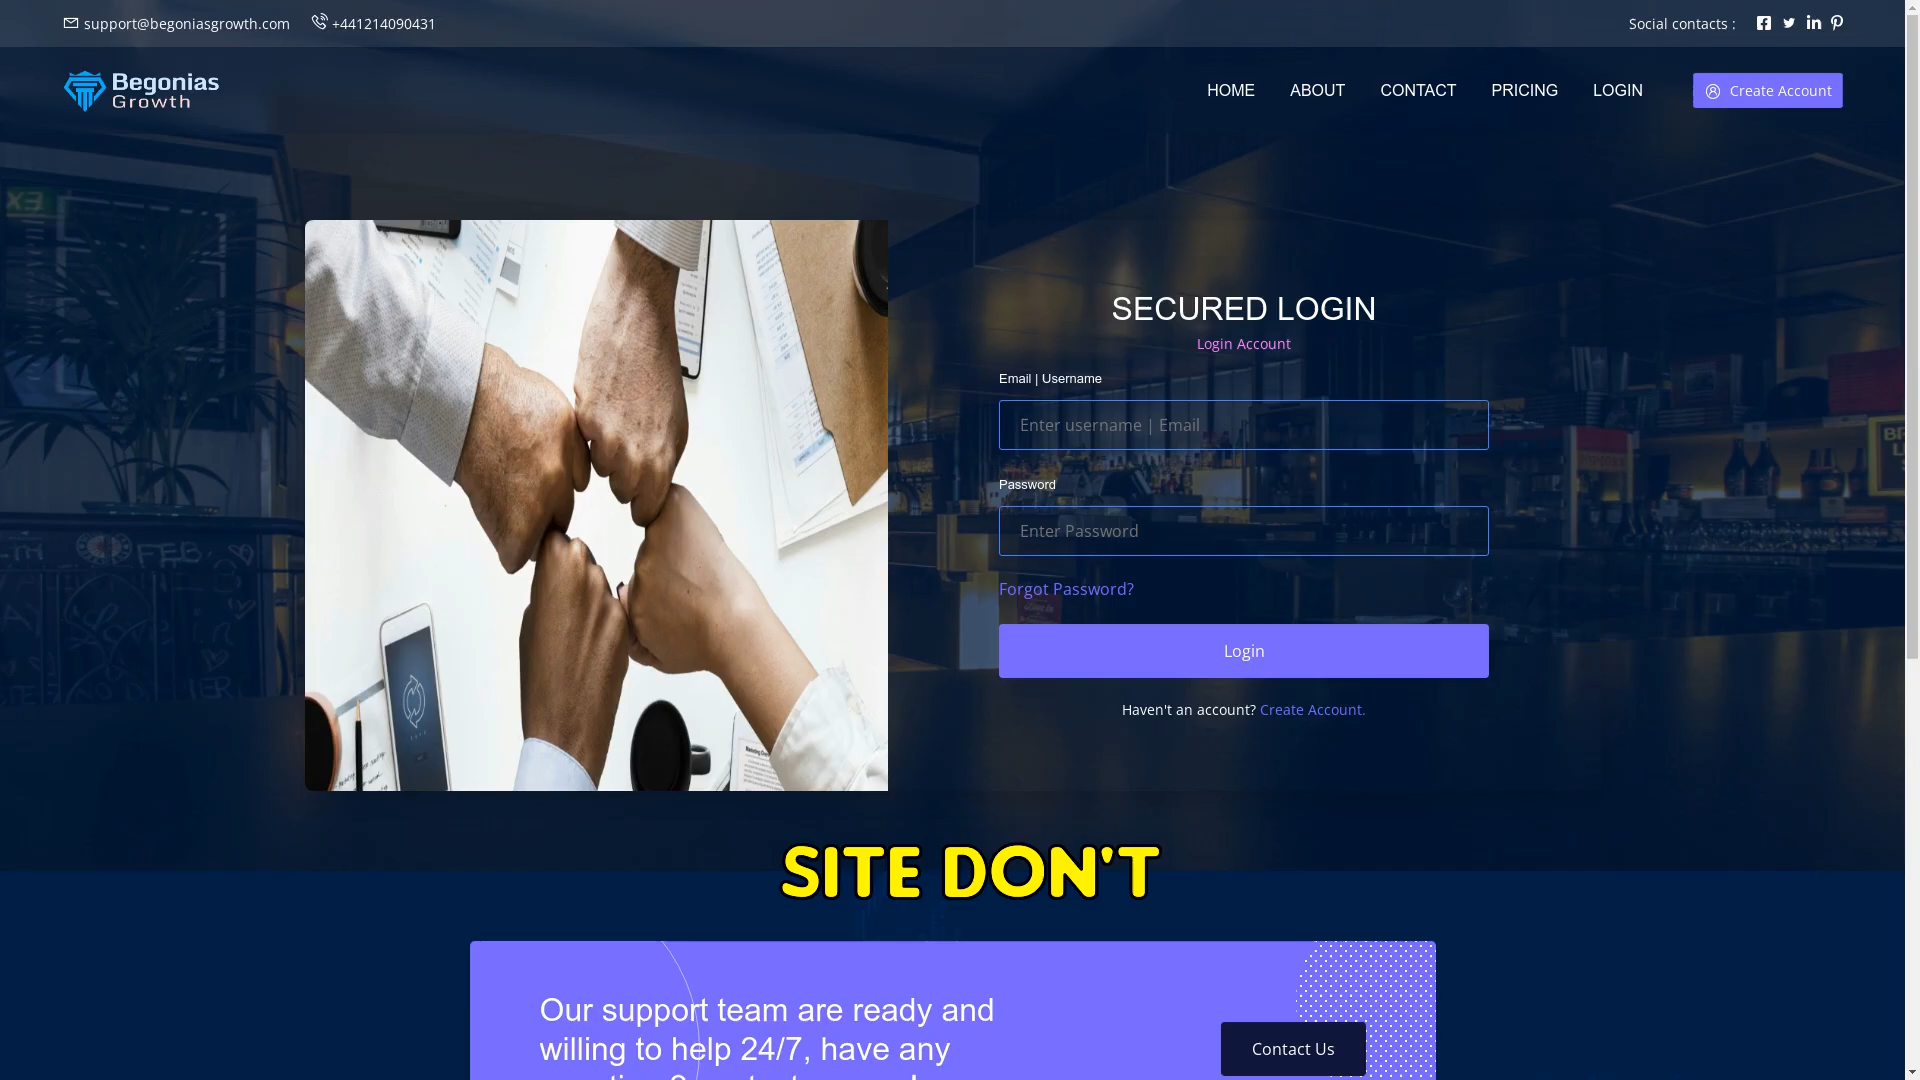 support@begoniasgrowth.com +441214090431 Social contacts :
Begonias
Growth
HOME ABOUT CONTACT PRICING LOGIN Create Account
EX
SECURED LOGIN
Login Account
Email | Username
Enter username | Email
Password
Enter Password
Forgot Password?
Login
Haven't an account? Create Account.
FEB
SITE DON'T
Our support team are ready and
willing to help 24/7, have any
Contact Us